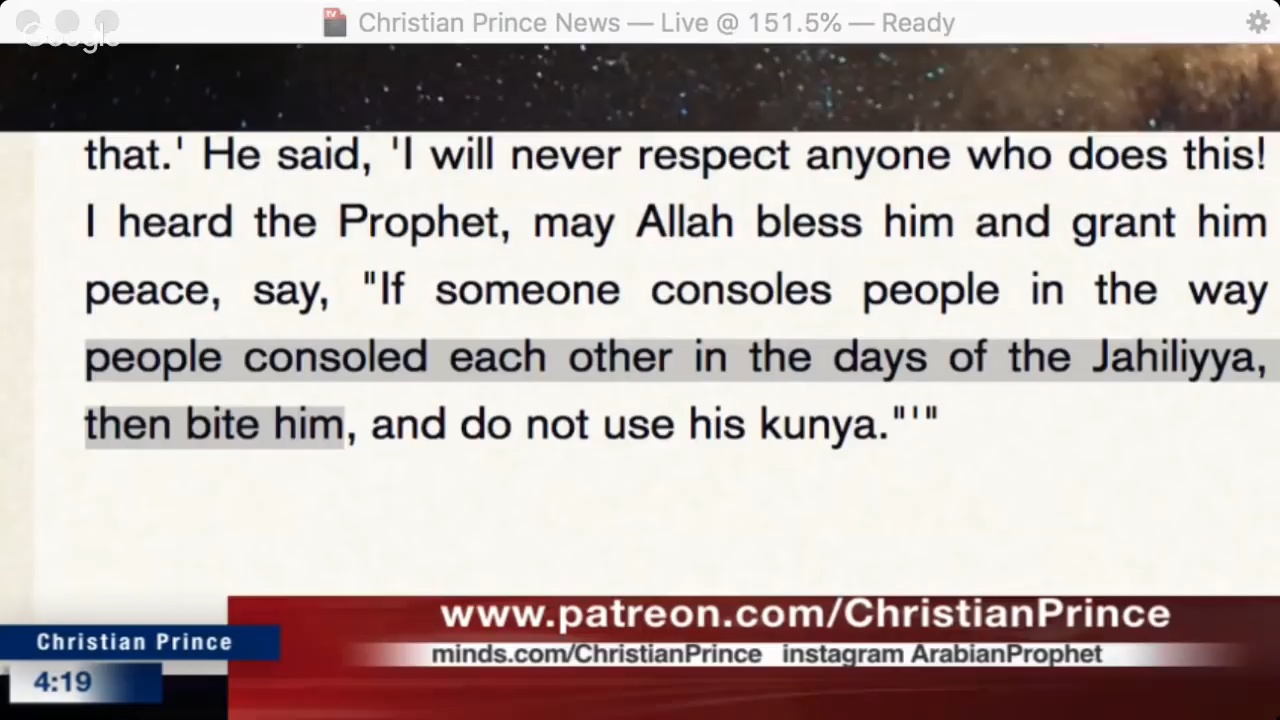 Christian Prince News — Live @ 151.5% — Ready
Google
that.' He said, 'I will never respect anyone who does this!
I heard the Prophet, may Allah bless him and grant him
peace, say, "If someone consoles people in the way
people consoled each other in the days of the Jahiliyya,
then bite him, and do not use his kunya."'"
www.patreon.com/ChristianPrince
Christian Prince
minds.com/ChristianPrince instagram ArabianProphet
4:19